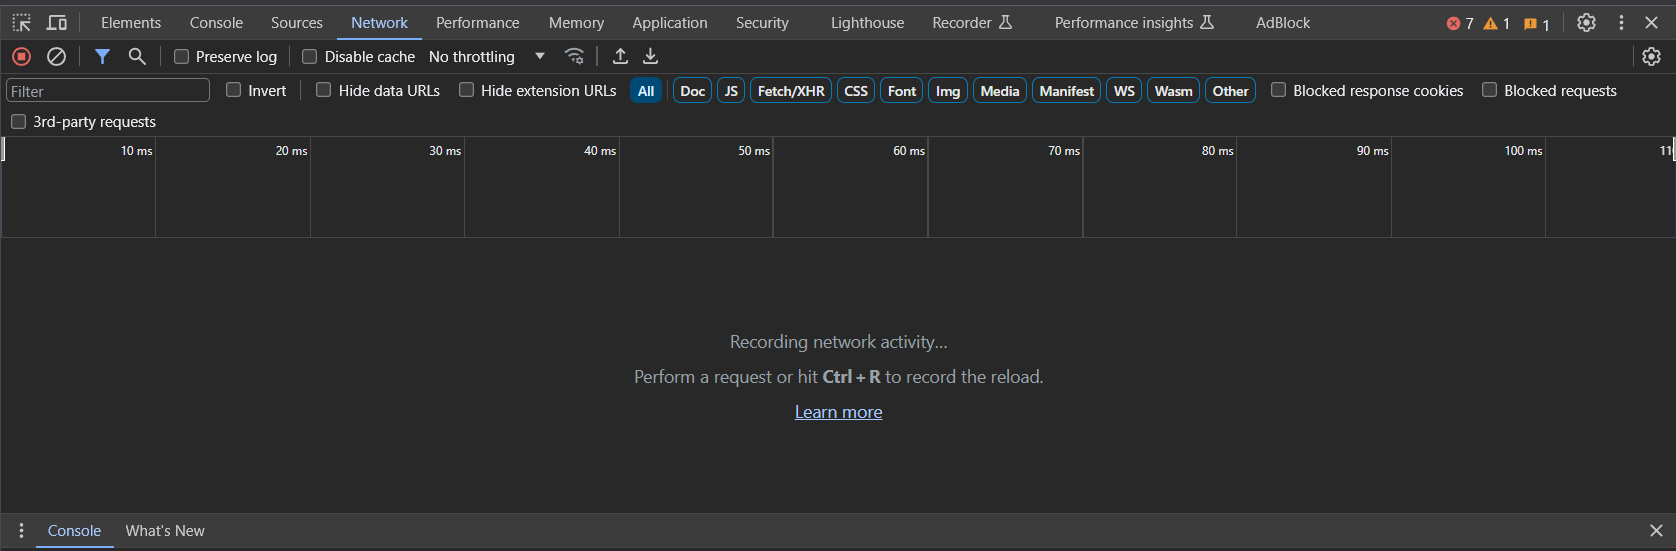 Elements Console Sources Network Performance Memory Application Security Lighthouse Recorder Performance insights AdBlock 7 1 1
Preserve log Disable cache No throttling
Filter Invert Hide data URLs Hide extension URLs All Doc JS Fetch/XHR CSS Font Img Media Manifest WS Wasm Other Blocked response cookies Blocked requests
3rd-party requests
10 ms 20 ms 30 ms 40 ms 50 ms 60 ms 70 ms 80 ms 90 ms 100 ms
Recording network activity…
Perform a request or hit Ctrl + R to record the reload.
Learn more
Console What's New